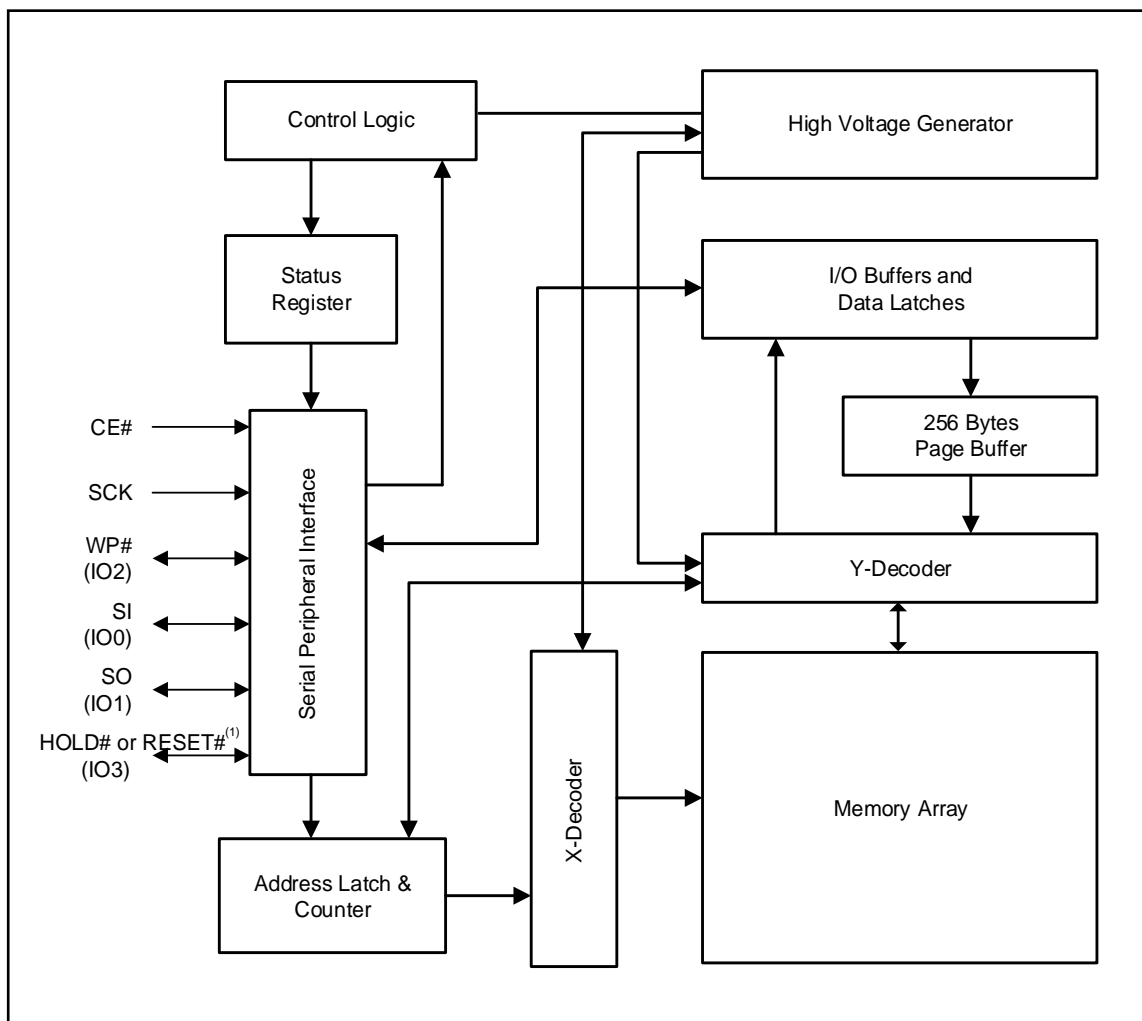 Control Logic
High Voltage Generator
Status
Register
I/O Buffers and
Data Latches
256 Bytes
Page Buffer
Y-Decoder
CE#
SCK
WP#
(IO2)
SI
(IO0)
SO
(IO1)
HOLD# or RESET#(1)
(IO3)
Serial Peripheral Interface
X-Decoder
Memory Array
Address Latch &
Counter